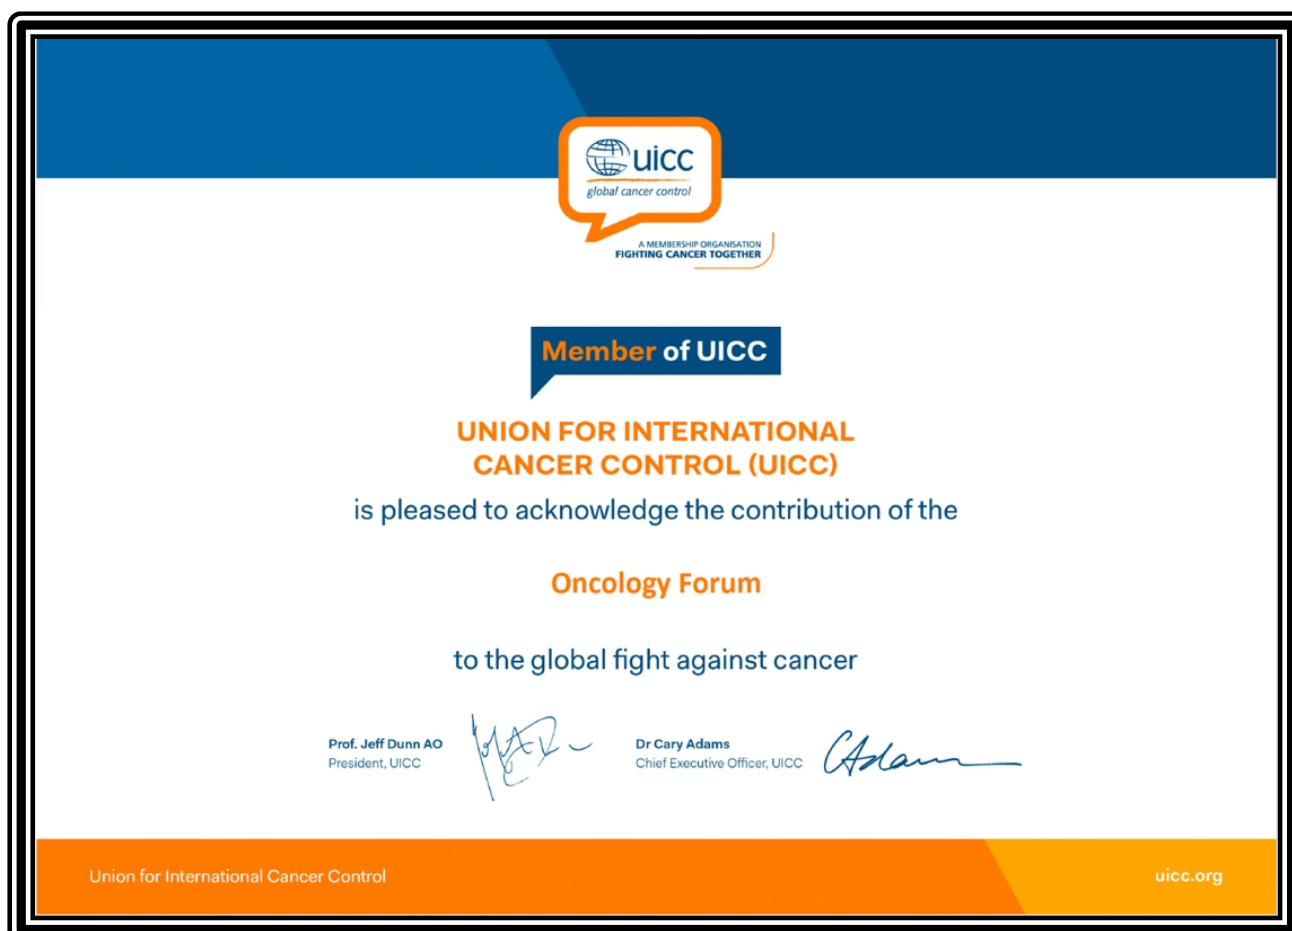 uicc
global cancer control
A MEMBERSHIP ORGANISATION
FIGHTING CANCER TOGETHER
Member of UICC
UNION FOR INTERNATIONAL
CANCER CONTROL (UICC)
is pleased to acknowledge the contribution of the
Oncology Forum
to the global fight against cancer
Prof. Jeff Dunn AO
President, UICC
Dr Cary Adams
Chief Executive Officer, UICC
CAdams
Union for International Cancer Control
uicc.org